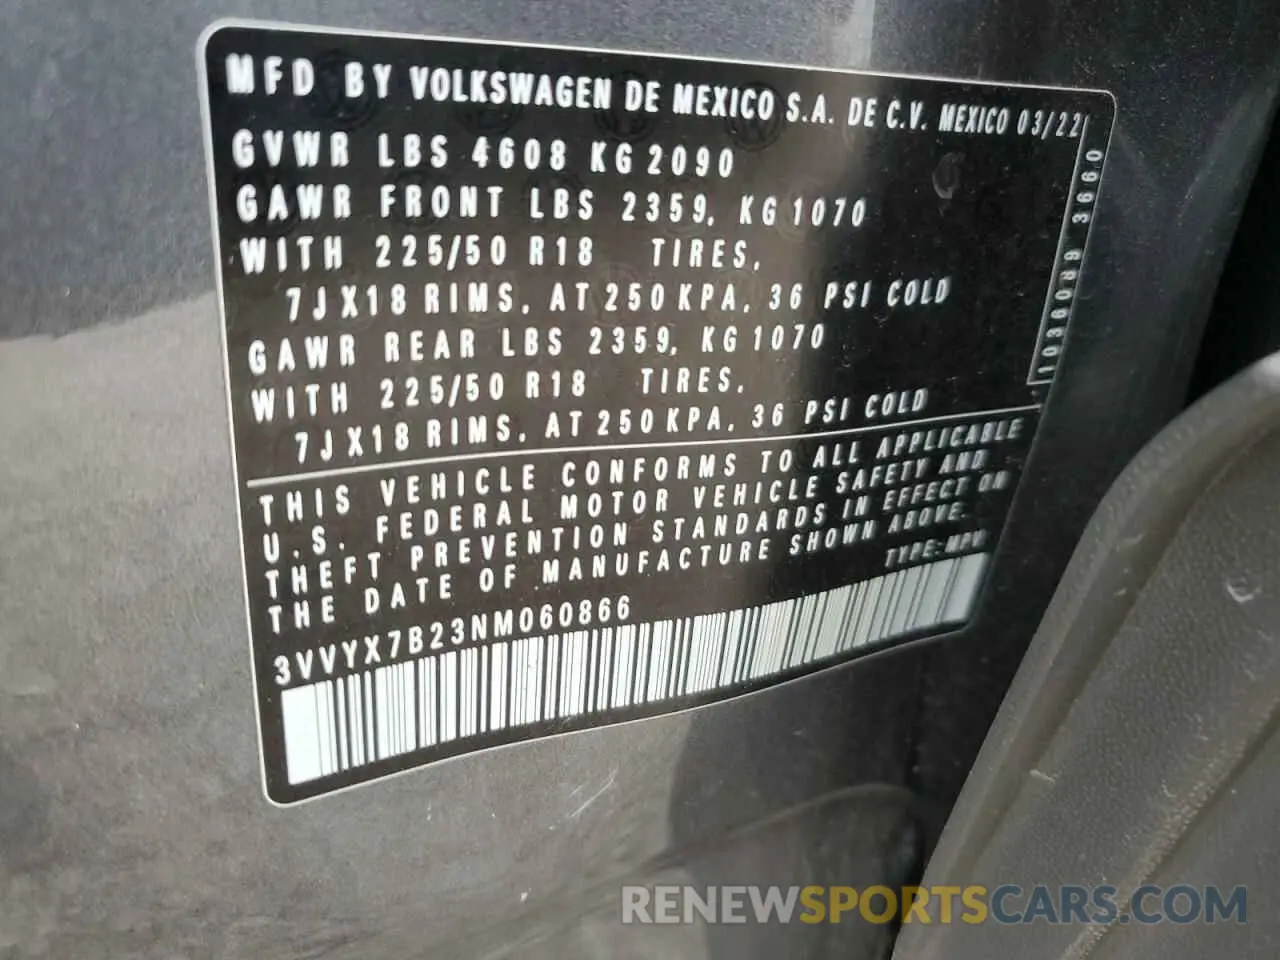 MFD BY VOLKSWAGEN DE MEXICO S.A. DE C.V. MEXICO 03/22
GVWR LBS 4608 KG 2090
GAWR FRONT LBS 2359, KG 1070
WITH 225/50 R18 TIRES,
7JX18 RIMS, AT 250 KPA, 36 PSI COLD
GAWR REAR LBS 2359, KG 1070
WITH 225/50 R18 TIRES,
7JX18 RIMS, AT 250 KPA, 36 PSI COLD
1036089 3660
THIS VEHICLE CONFORMS TO ALL APPLICABLE
U.S. FEDERAL MOTOR VEHICLE SAFETY AND
THEFT PREVENTION STANDARDS IN EFFECT ON
THE DATE OF MANUFACTURE SHOWN ABOVE.
TYPE: MPV
3VVYX7B23NM060866
RENEWSPORTSCARS.COM